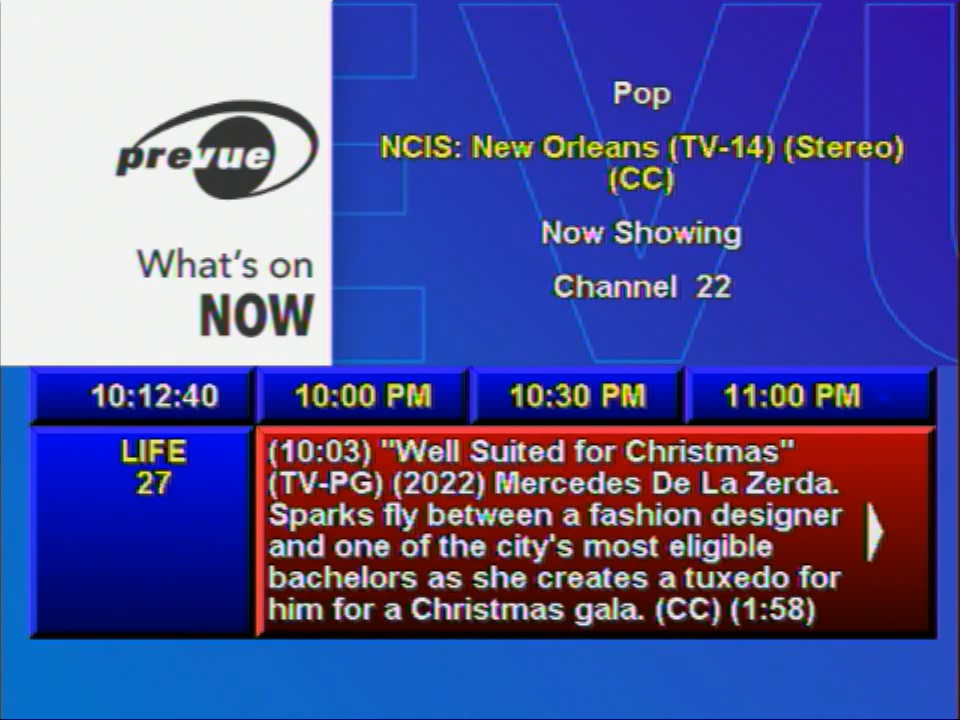 prevue
What's on
NOW
Pop
NCIS: New Orleans (TV-14) (Stereo)
(CC)
Now Showing
Channel 22
10:12:40
10:00 PM
10:30 PM
11:00 PM
LIFE
27
(10:03) "Well Suited for Christmas"
(TV-PG) (2022) Mercedes De La Zerda.
Sparks fly between a fashion designer
and one of the city's most eligible
bachelors as she creates a tuxedo for
him for a Christmas gala. (CC) (1:58)